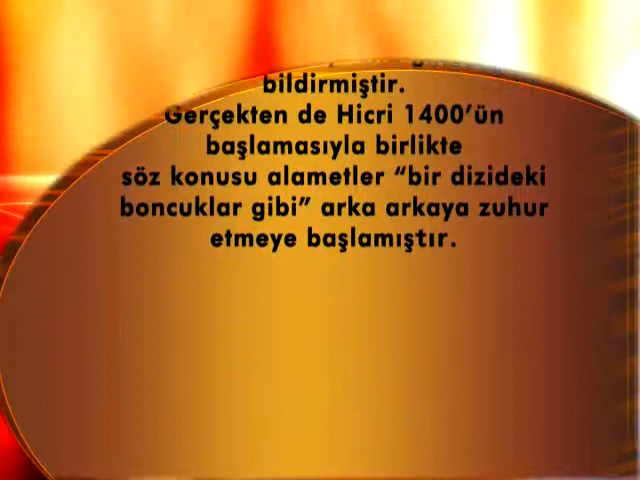 bildirmiştir.
Gerçekten de Hicri 1400'ün
başlamasıyla birlikte
söz konusu alametler “bir dizideki
boncuklar gibi” arka arkaya zuhur
etmeye başlamıştır.